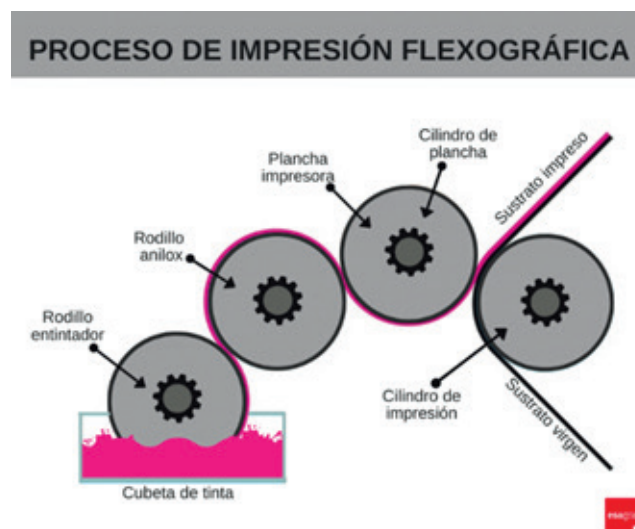 PROCESO DE IMPRESIÓN FLEXOGRÁFICA
Cilindro de
plancha
Plancha
impresora
Sustrato impreso
Rodillo
anilox
Rodillo
entintador
Cilindro de
impresión
Sustrato virgen
Cubeta de tinta